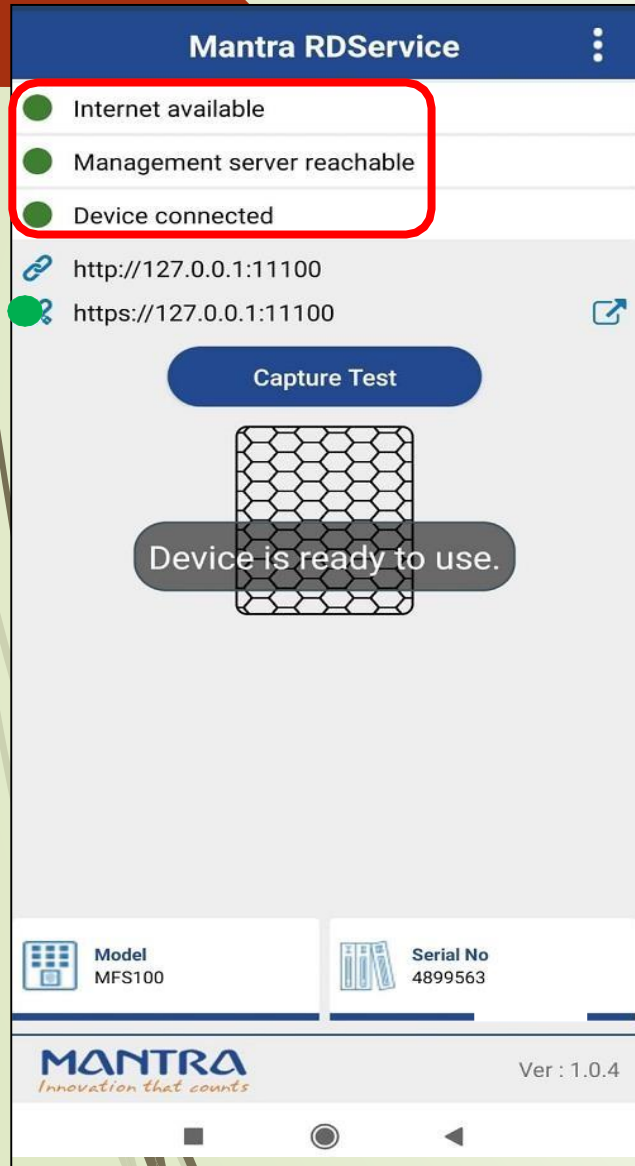 Mantra RDService
Internet available
Management server reachable
Device connected
http://127.0.0.1:11100
https://127.0.0.1:11100
Capture Test
Device is ready to use.
Model
MFS100
Serial No
4899563
MANTRA
Innovation that counts
Ver : 1.0.4